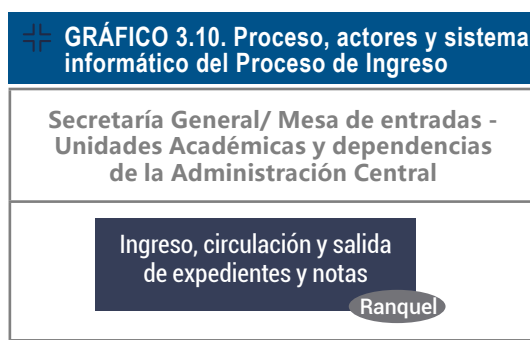 GRÁFICO 3.10. Proceso, actores y sistema
informático del Proceso de Ingreso
Secretaría General/ Mesa de entradas -
Unidades Académicas y dependencias
de la Administración Central
Ingreso, circulación y salida
de expedientes y notas
Ranquel